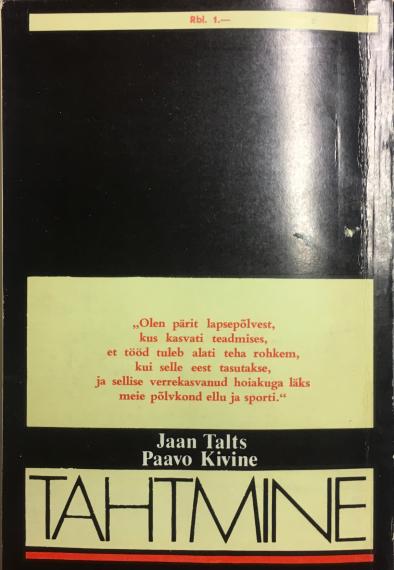 Rbl. 1.—
„Olen pärit lapsepõlvest,
kus kasvati teadmises,
et tööd tuleb alati teha rohkem,
kui selle eest tasutakse,
ja sellise verrekasvanud hoiakuga läks
meie põlvkond ellu ja sporti.“
Jaan Talts
Paavo Kivine
TAHTMINE